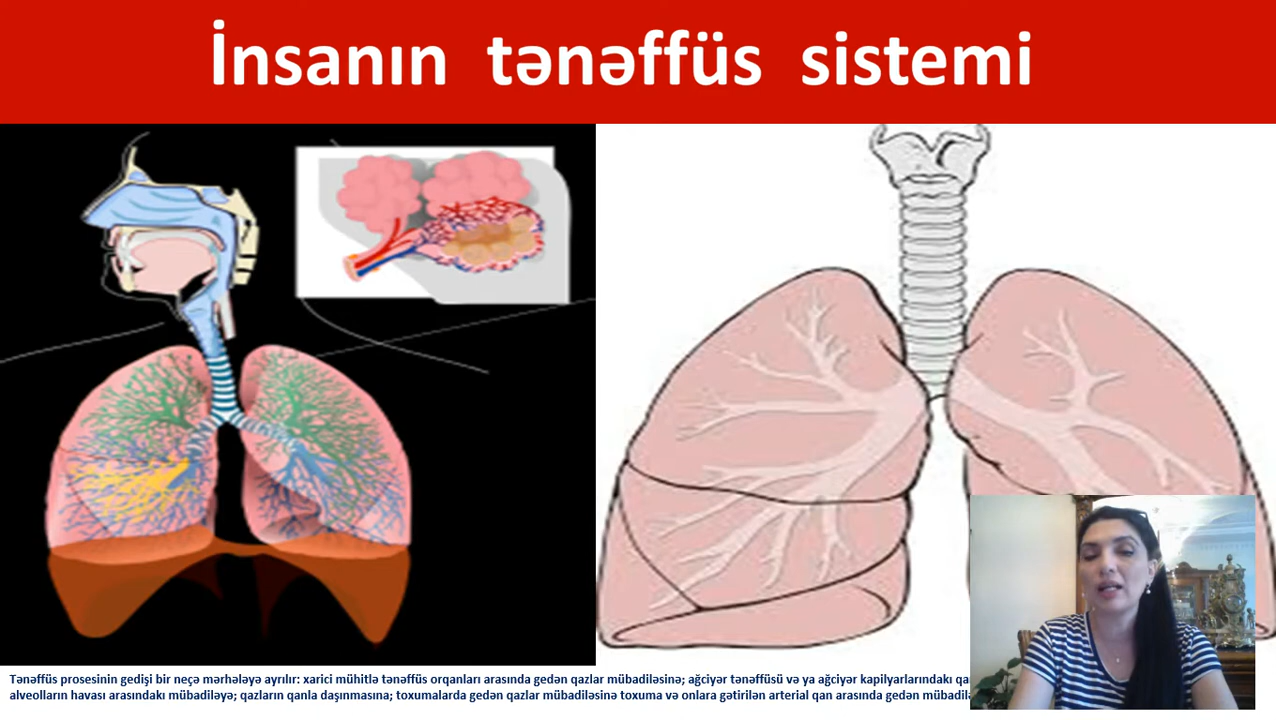 İnsanın tənəffüs sistemi
Tənəffüs prosesinin gedişi bir neçə mərhələyə ayrılır: xarici mühitlə tənəffüs orqanları arasında gedən qazlar mübadiləsinə; ağciyər tənəffüsü və ya ağciyər kapilyarlarındakı
alveolların havası arasındakı mübadiləyə; qazların qanla daşınmasına; toxumalarda gedən qazlar mübadiləsinə toxuma və onlara gətirilən arterial qan arasında gedən